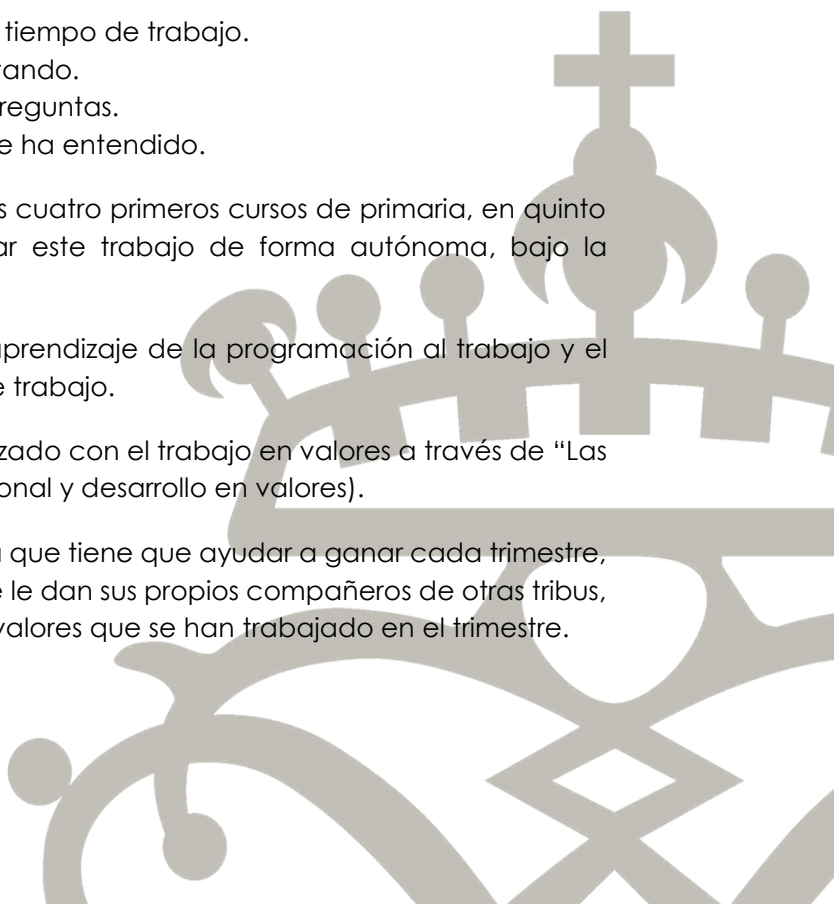 tiempo de trabajo.
ando.
reguntas.
e ha entendido.
s cuatro primeros cursos de primaria, en quinto
ar este trabajo de forma autónoma, bajo la
aprendizaje de la programación al trabajo y el
e trabajo.
zado con el trabajo en valores a través de “Las
onal y desarrollo en valores).
a que tiene que ayudar a ganar cada trimestre,
e le dan sus propios compañeros de otras tribus,
valores que se han trabajado en el trimestre.